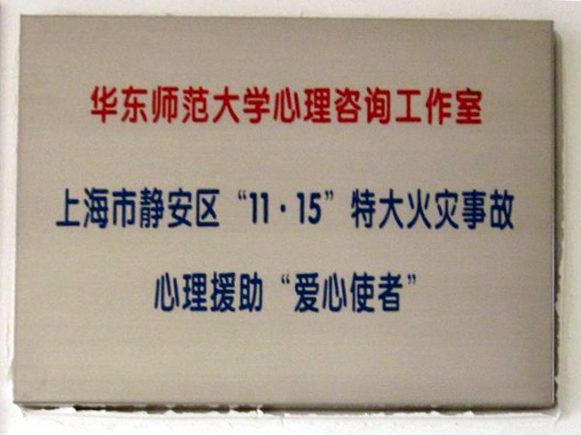 华东师范大学心理咨询工作室
上海市静安区“11·15”特大火灾事故
心理援助“爱心使者”